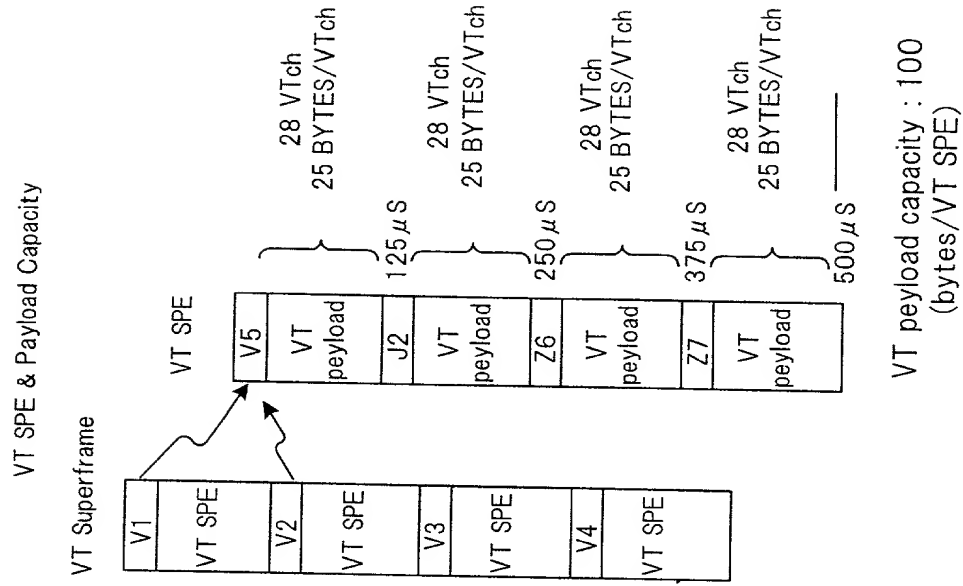 VT SPE & Payload Capacity
VT Superframe
V1
VT SPE
V2
VT SPE
V3
VT SPE
V4
VT SPE
VT SPE
V5
VT
peyload
J2
VT
peyload
Z6
VT
peyload
Z7
VT
peyload
28 VTch
25 BYTES/VTch
125μS
28 VTch
25 BYTES/VTch
250μS
28 VTch
25 BYTES/VTch
375μS
28 VTch
25 BYTES/VTch
500μS
VT peyload capacity : 100
(bytes/VT SPE)